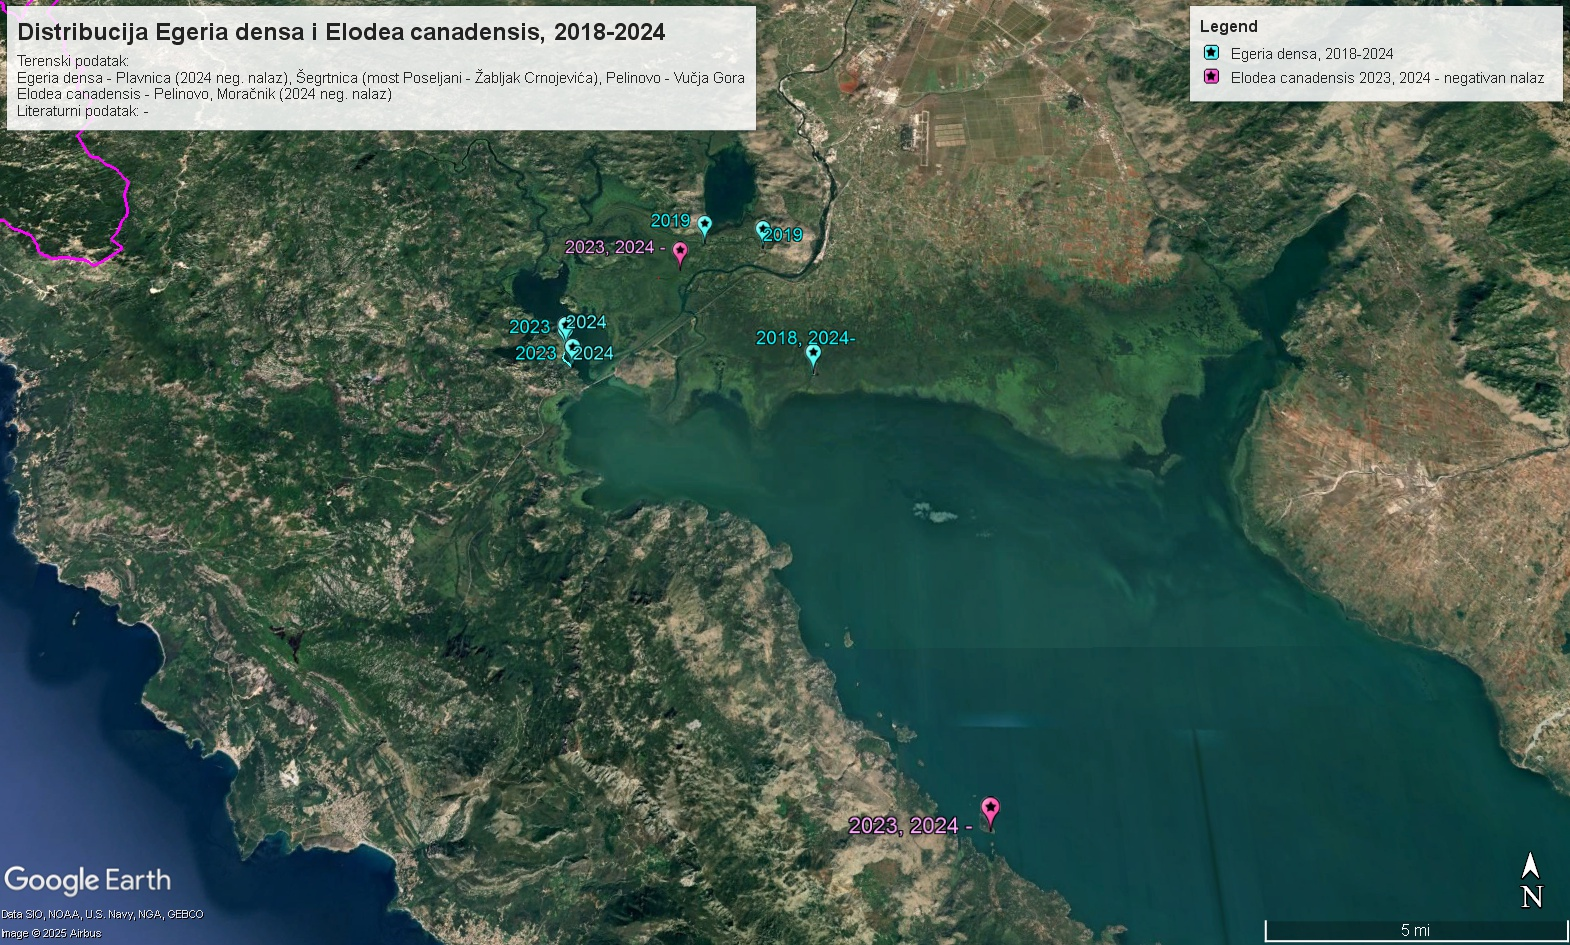 Distribucija Egeria densa i Elodea canadensis, 2018-2024
Terenski podatak:
Egeria densa - Plavnica (2024 neg. nalaz), Šegrtnica (most Poseljani - Žabljak Crnojevića), Pelinovo - Vučja Gora
Elodea canadensis - Pelinovo, Moračnik (2024 neg. nalaz)
Literaturni podatak: -
Legend
Egeria densa, 2018-2024
Elodea canadensis 2023, 2024 - negativan nalaz
2019
2019
2023, 2024 -
2023 2024
2023 2024
2018, 2024-
2023, 2024 -
Google Earth
Data SIO, NOAA, U.S. Navy, NGA, GEBCO
Image © 2025 Airbus
N
5 mi